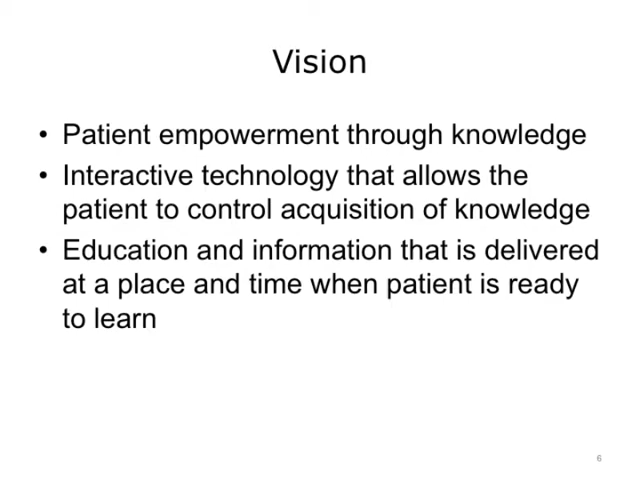 Vision
• Patient empowerment through knowledge
• Interactive technology that allows the
patient to control acquisition of knowledge
• Education and information that is delivered
at a place and time when patient is ready
to learn
6